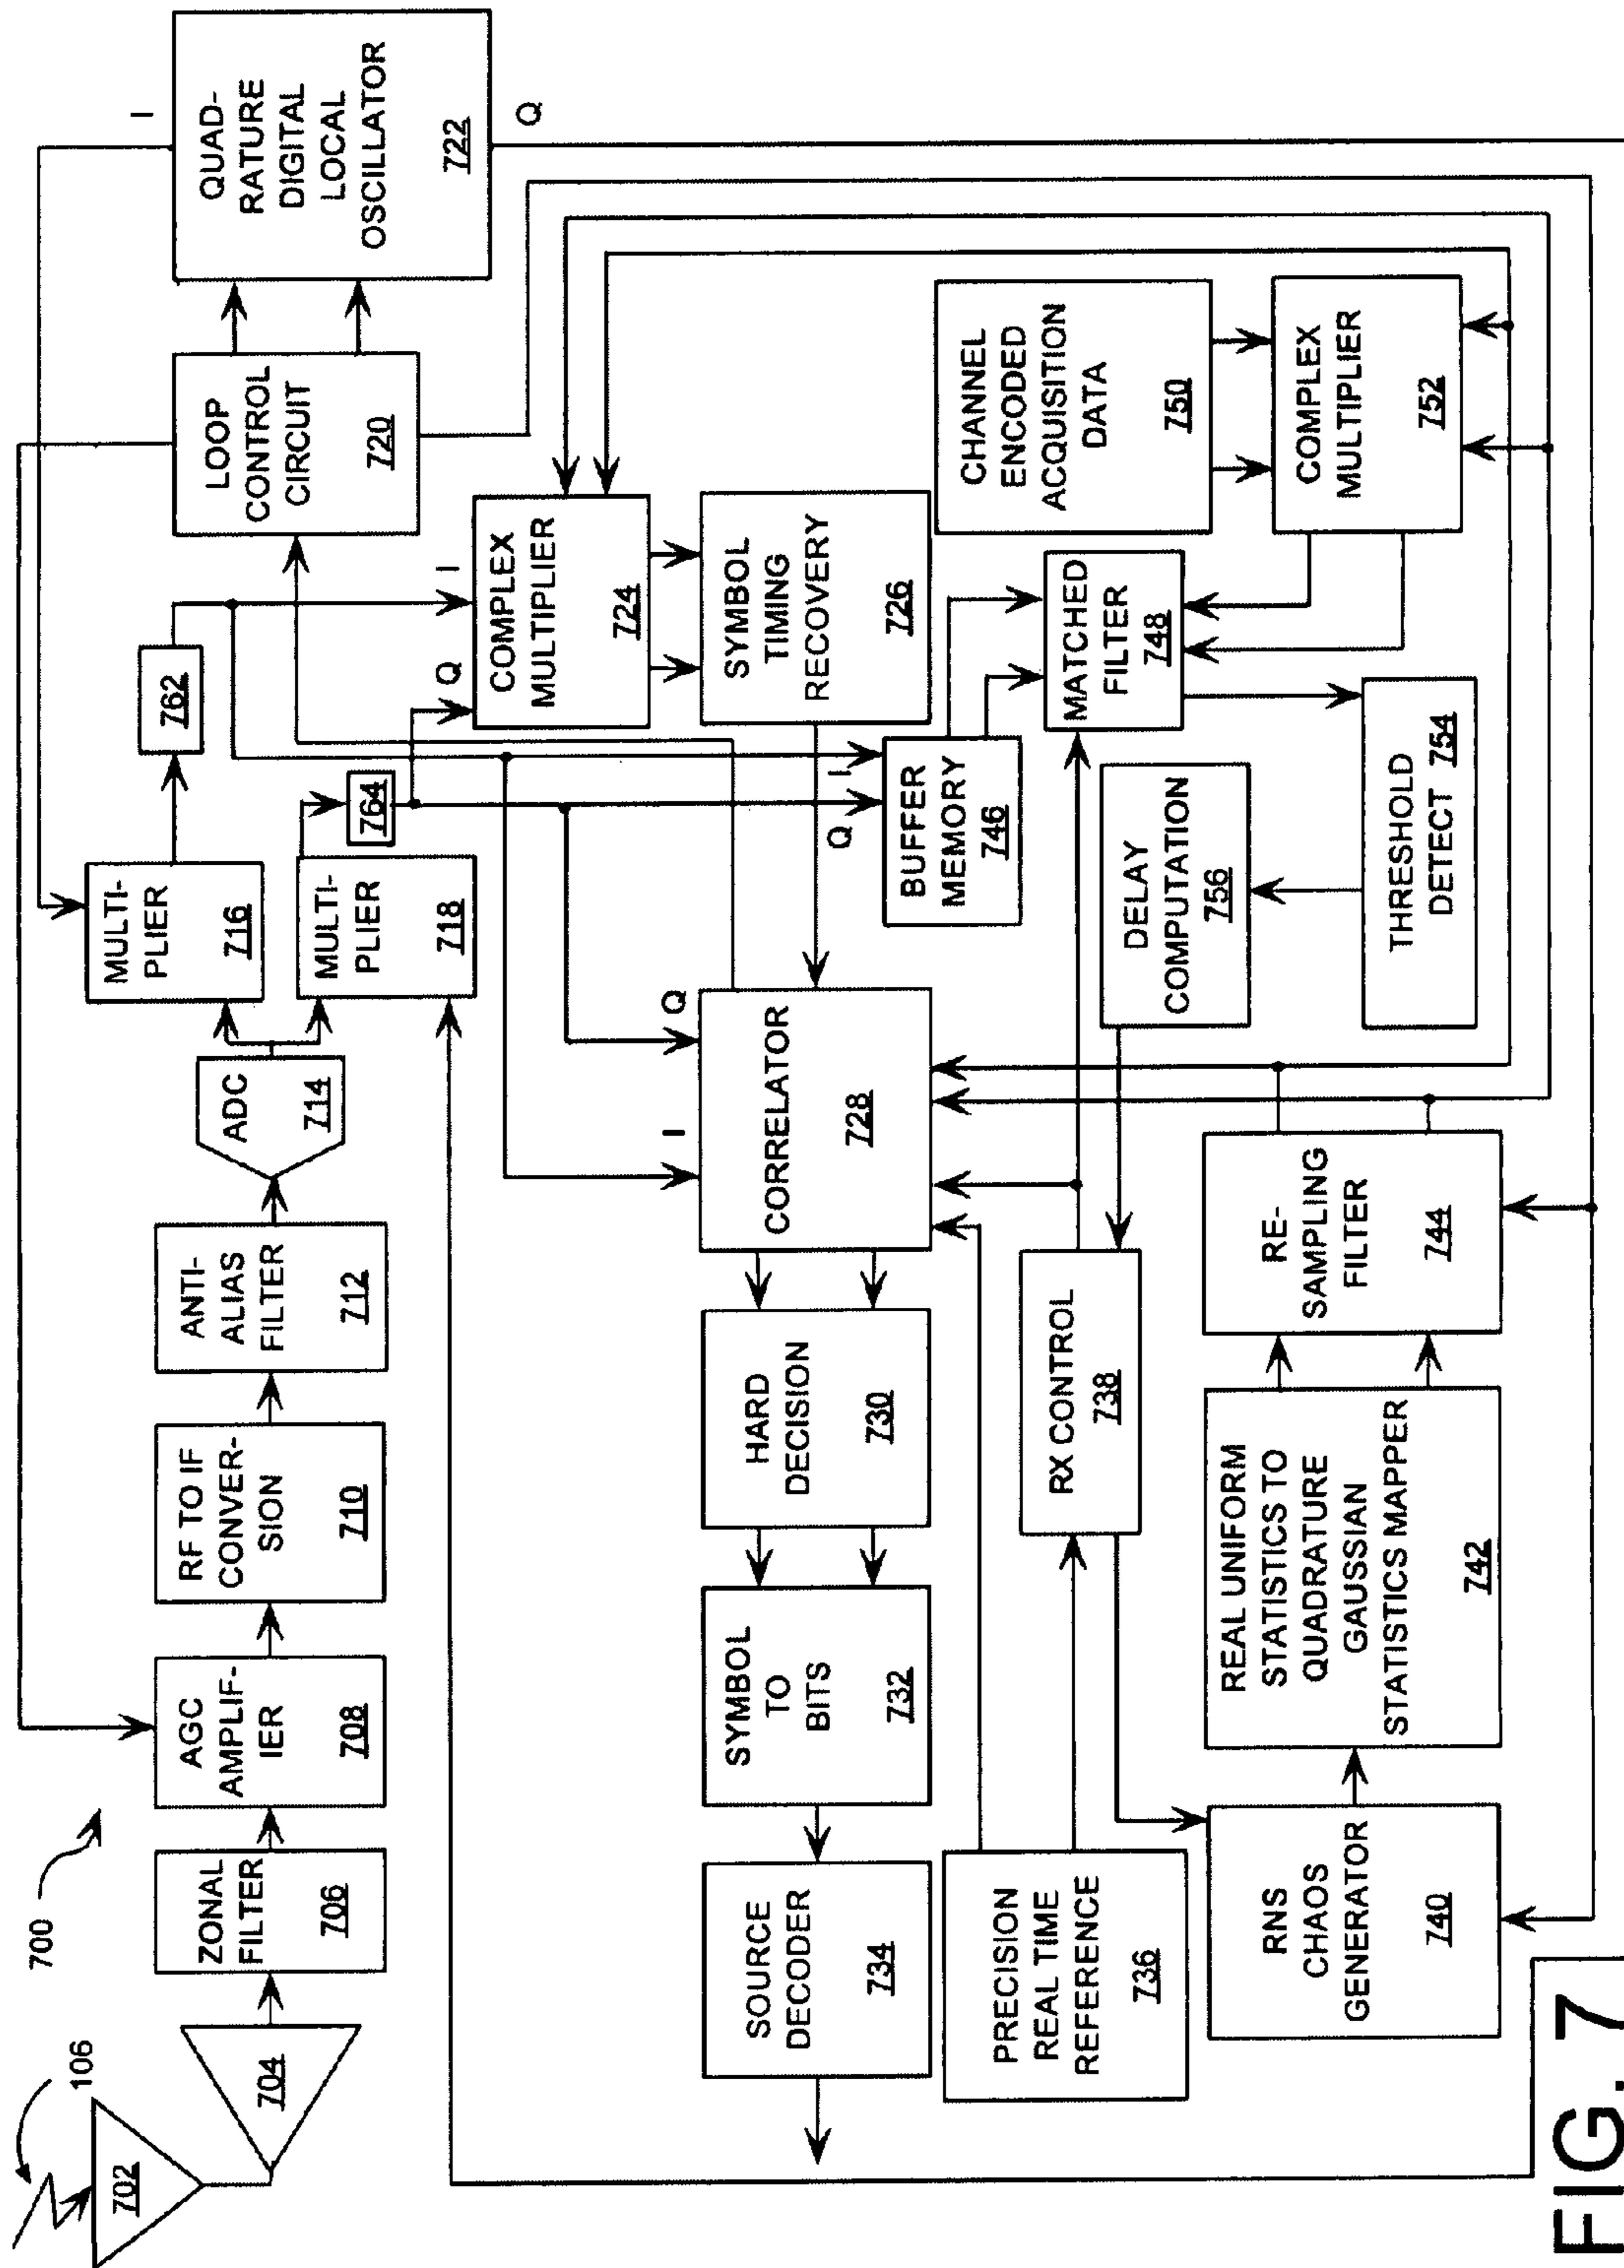 106
702
704
700
ZONAL
FILTER
706
AGC
AMPLIF-
IER
708
RF TO IF
CONVER-
SION
710
ANTI-
ALIAS
FILTER
712
ADC
714
MULTI-
PLIER
716
MULTI-
PLIER
718
762
764
LOOP
CONTROL
CIRCUIT
720
QUAD-
RATURE
DIGITAL
LOCAL
OSCILLATOR
722
I
Q
Q
I
COMPLEX
MULTIPLIER
724
SYMBOL
TIMING
RECOVERY
726
I
Q
CORRELATOR
728
HARD
DECISION
730
SYMBOL
TO
BITS
732
SOURCE
DECODER
734
PRECISION
REAL TIME
REFERENCE
736
RX CONTROL
738
Q
I
BUFFER
MEMORY
746
MATCHED
FILTER
748
CHANNEL
ENCODED
ACQUISITION
DATA
750
COMPLEX
MULTIPLIER
752
THRESHOLD
DETECT 754
DELAY
COMPUTATION
756
RNS
CHAOS
GENERATOR
740
REAL UNIFORM
STATISTICS TO
QUADRATURE
GAUSSIAN
STATISTICS MAPPER
742
RE-
SAMPLING
FILTER
744
FIG. 7